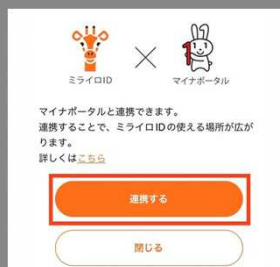 ミライロID
マイナポータル
マイナポータルと連携できます。
連携することで、ミライロIDの使える場所が広が
ります。
詳しくはこちら
連携する
閉じる